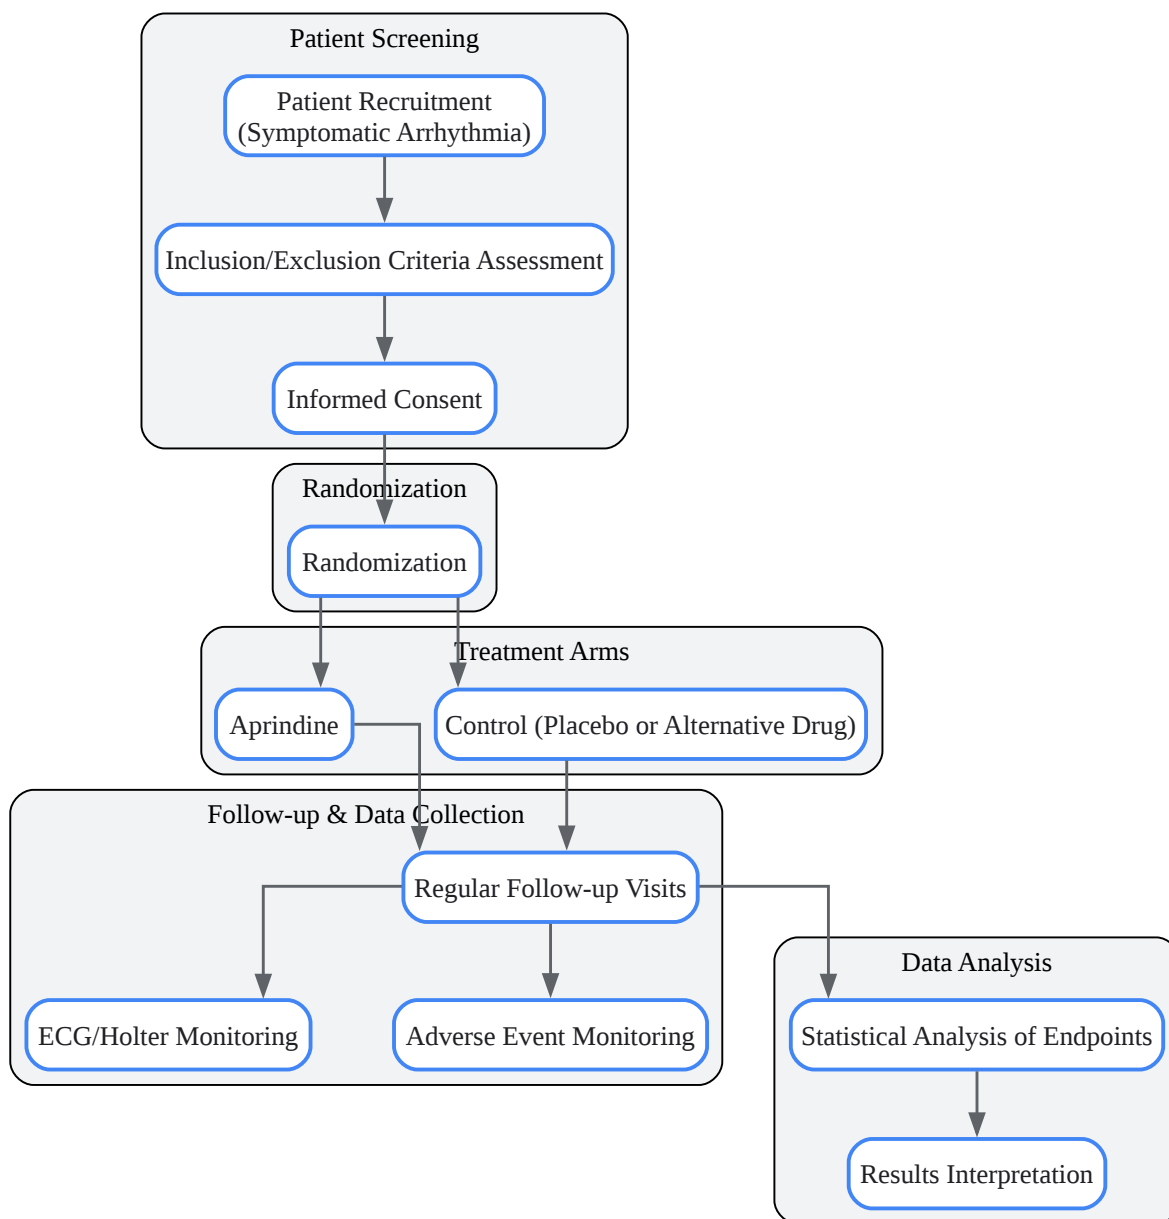 Patient Screening
Patient Recruitment
(Symptomatic Arrhythmia)
Inclusion/Exclusion Criteria Assessment
Informed Consent
Randomization
Randomization
Treatment Arms
Aprindine
Control (Placebo or Alternative Drug)
Follow-up & Data Collection
Regular Follow-up Visits
Data Analysis
ECG/Holter Monitoring
Adverse Event Monitoring
Statistical Analysis of Endpoints
Results Interpretation